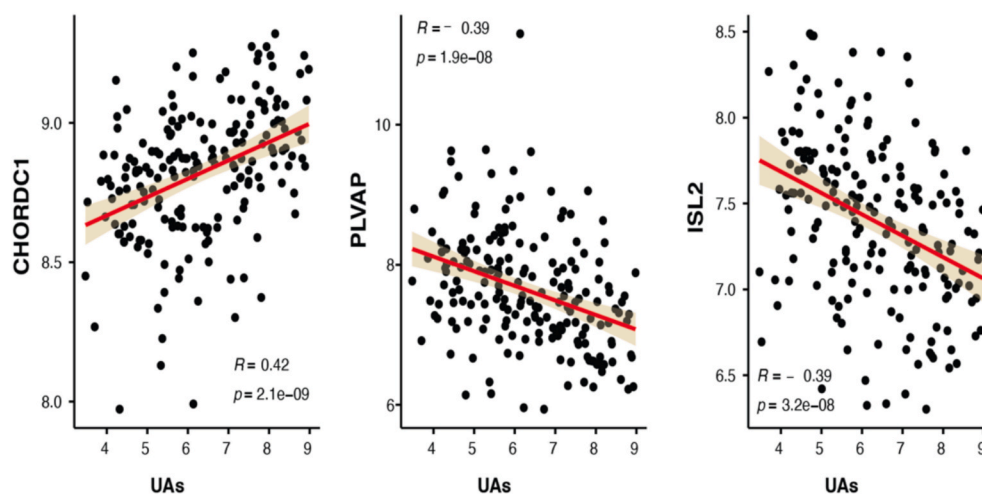 CHORDC1
9.0
8.5
8.0
R = 0.42
p = 2.1e−09
4 5 6 7 8 9
UAs
PLVAP
10
8
6
R = − 0.39
p = 1.9e−08
4 5 6 7 8 9
UAs
ISL2
8.5
8.0
7.5
7.0
6.5
R = − 0.39
p = 3.2e−08
4 5 6 7 8 9
UAs